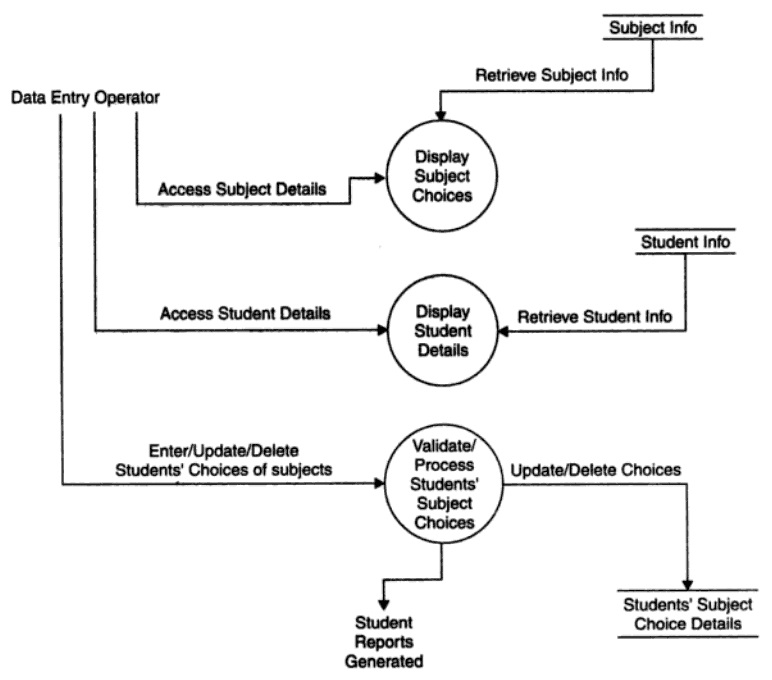 Subject Info
Retrieve Subject Info
Data Entry Operator
Display
Subject
Choices
Access Subject Details
Student Info
Access Student Details
Display
Student
Details
Retrieve Student Info
Enter/Update/Delete
Students' Choices of subjects
Validate/
Process
Students'
Subject
Choices
Update/Delete Choices
Students' Subject
Choice Details
Student
Reports
Generated